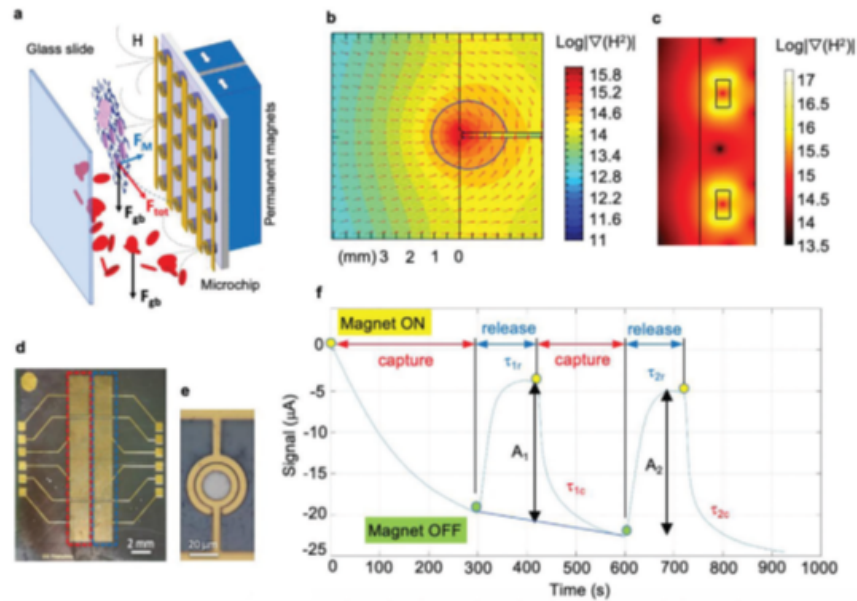 a
Glass slide
H
F_M
F_tot
F_gb
F_gb
Permanent magnets
Microchip
b
Log|∇(H²)|
15.8
15.2
14.6
14
13.4
12.8
12.2
11.6
11
(mm) 3 2 1 0
c
Log|∇(H²)|
17
16.5
16
15.5
15
14.5
14
13.5
d
2 mm
e
20 µm
f
Magnet ON
capture
release
capture
release
τ1r
τ2r
A1
A2
τ1c
τ2c
Magnet OFF
Signal (µA)
0
-5
-10
-15
-20
-25
0 100 200 300 400 500 600 700 800 900 1000
Time (s)